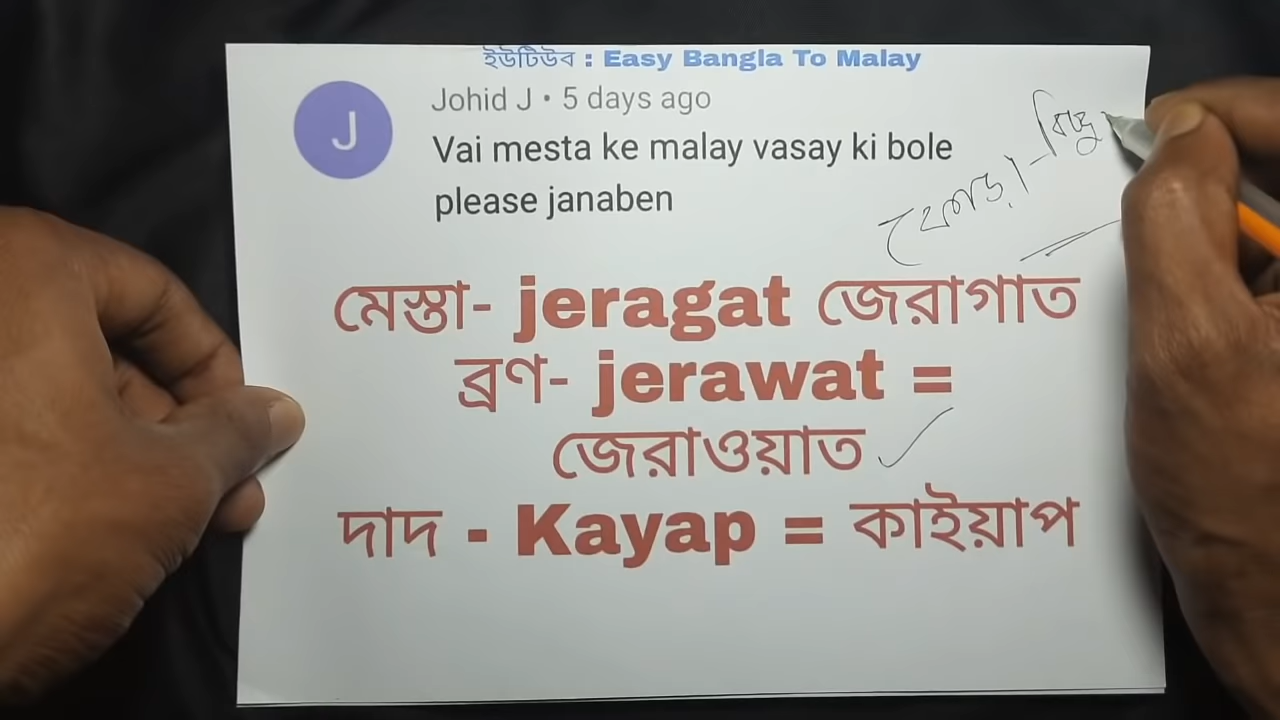 ইউটিউব : Easy Bangla To Malay
Johid J • 5 days ago
Vai mesta ke malay vasay ki bole
please janaben
ফোড়া -
মেস্তা- jeragat জেরাগাত
ব্রণ- jerawat =
জেরাওয়াত
দাদ - Kayap = কাইয়াপ